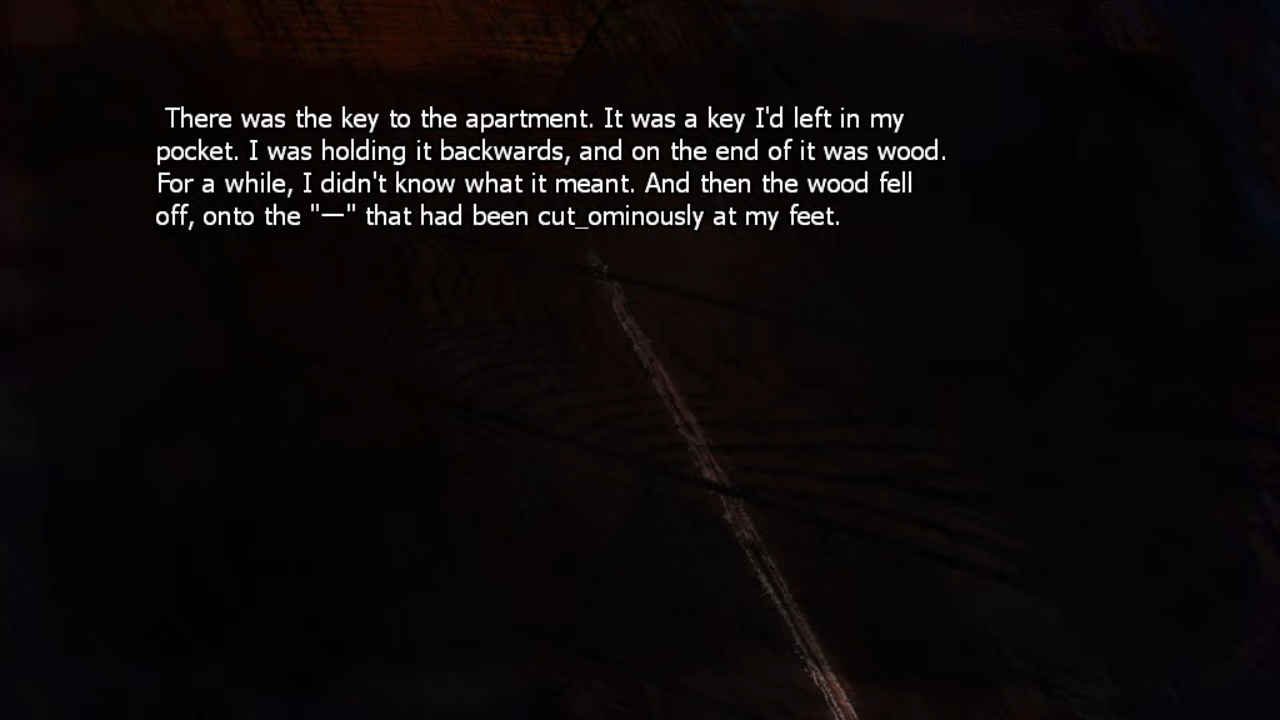 There was the key to the apartment. It was a key I'd left in my
pocket. I was holding it backwards, and on the end of it was wood.
For a while, I didn't know what it meant. And then the wood fell
off, onto the "一" that had been cut_ominously at my feet.